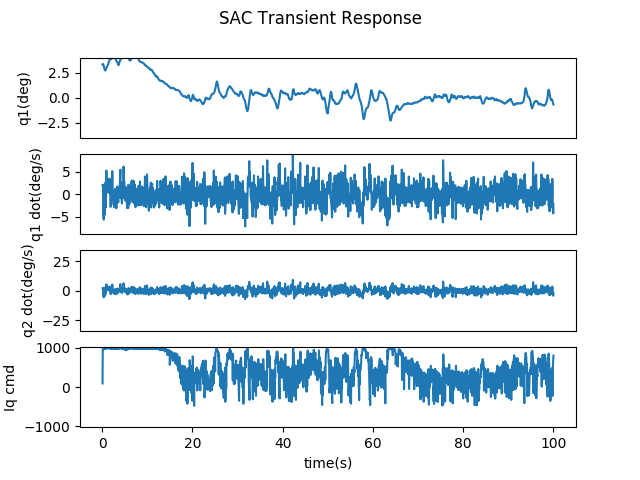 SAC Transient Response
q1(deg)
2.5
0.0
−2.5
q1 dot(deg/s)
5
0
−5
q2 dot(deg/s)
25
0
−25
Iq cmd
1000
0
−1000
0 20 40 60 80 100
time(s)